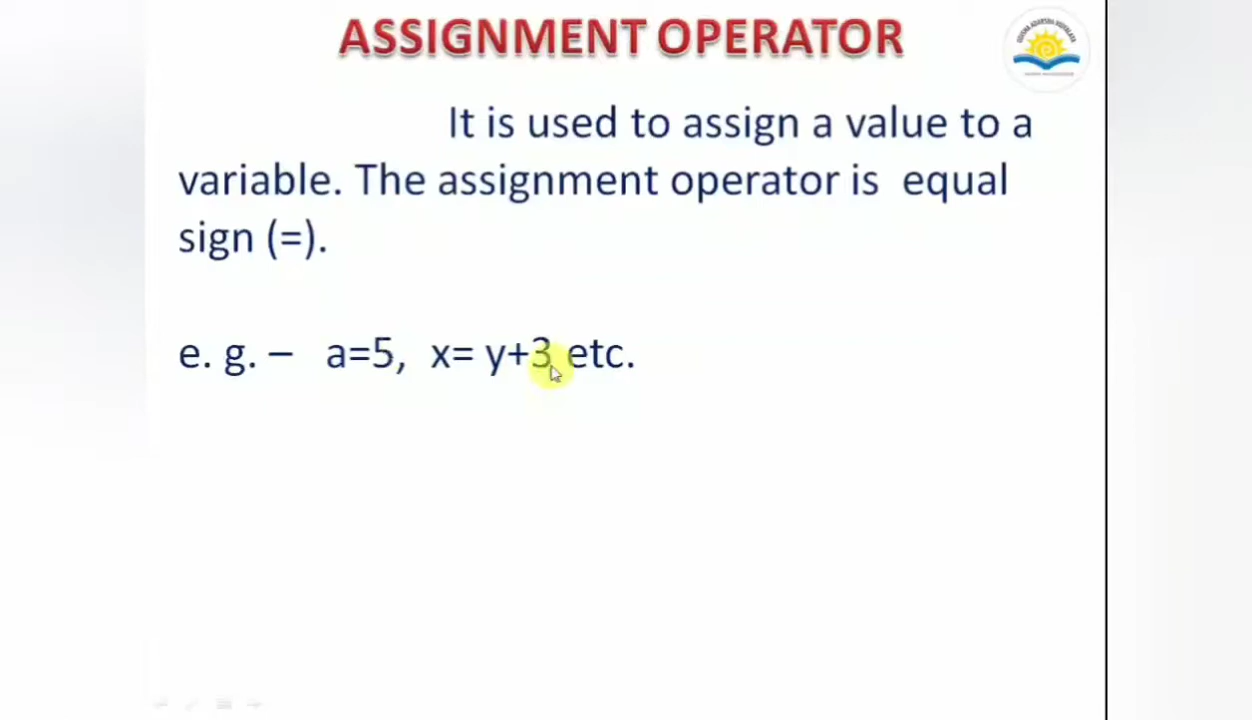 ASSIGNMENT OPERATOR
It is used to assign a value to a
variable. The assignment operator is equal
sign (=).
e. g. – a=5, x= y+3 etc.